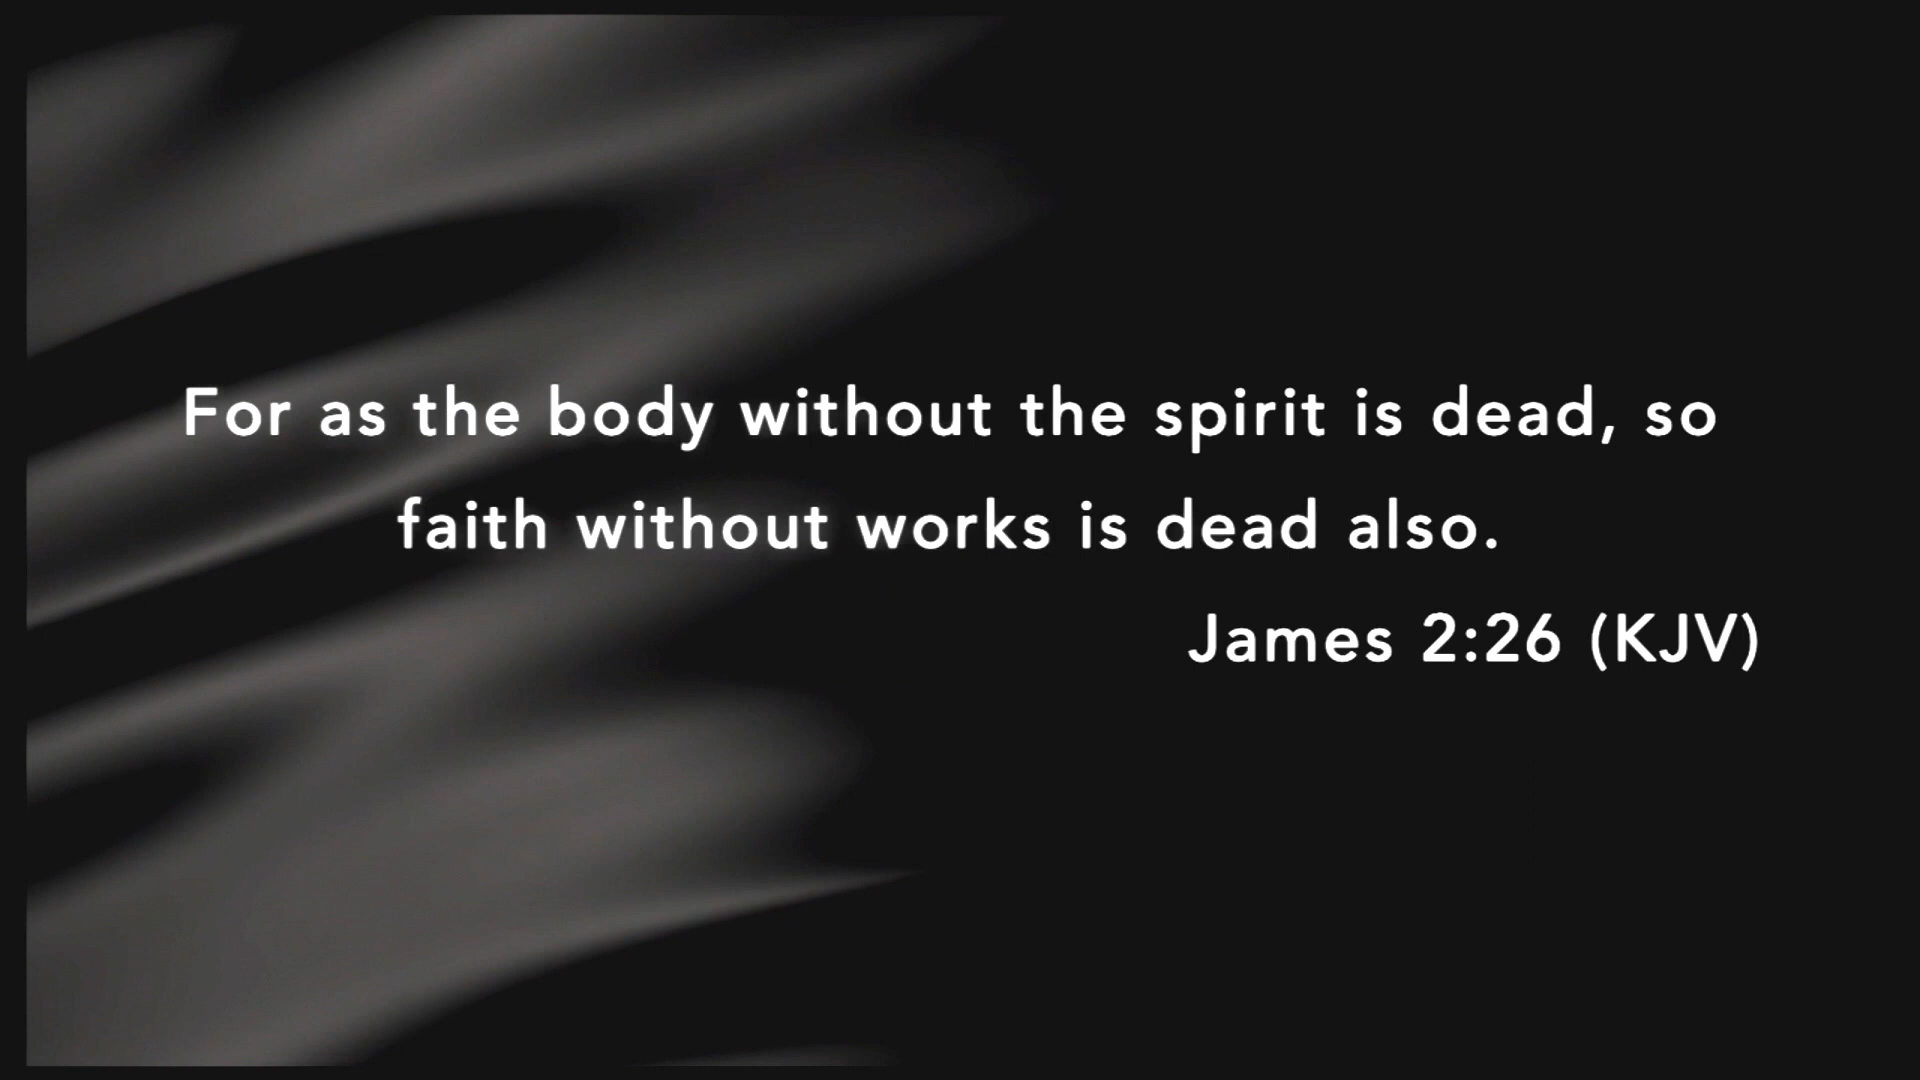 For as the body without the spirit is dead, so
faith without works is dead also.
James 2:26 (KJV)